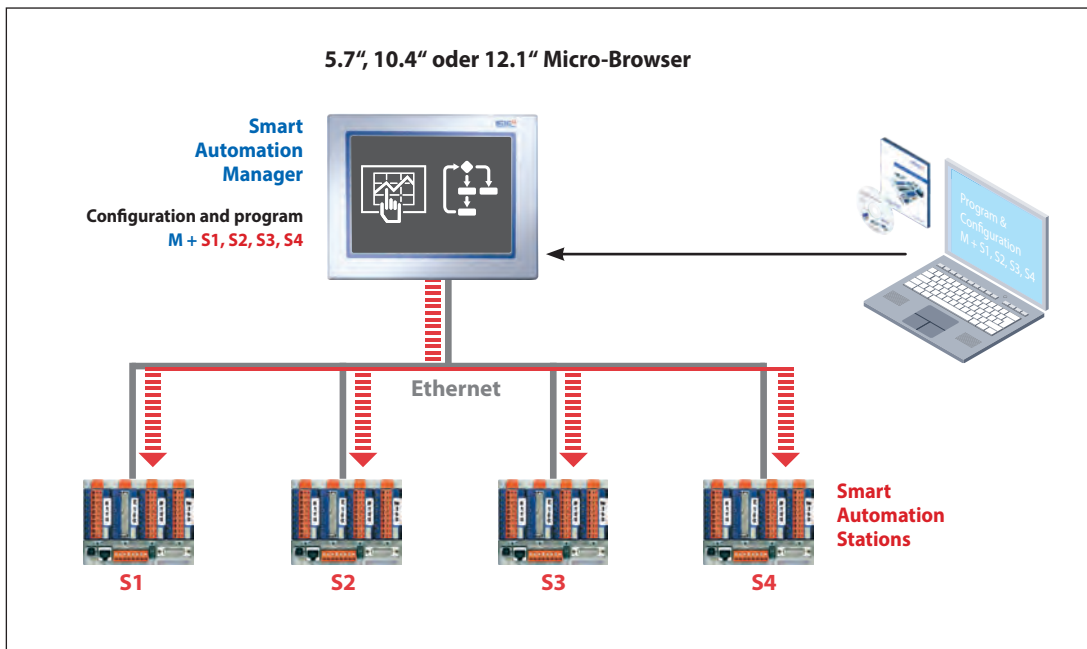 5.7“, 10.4“ oder 12.1“ Micro-Browser
Smart
Automation
Manager
Configuration and program
M + S1, S2, S3, S4
Program &
Configuration
M + S1, S2, S3, S4
Ethernet
Smart
Automation
Stations
S1
S2
S3
S4